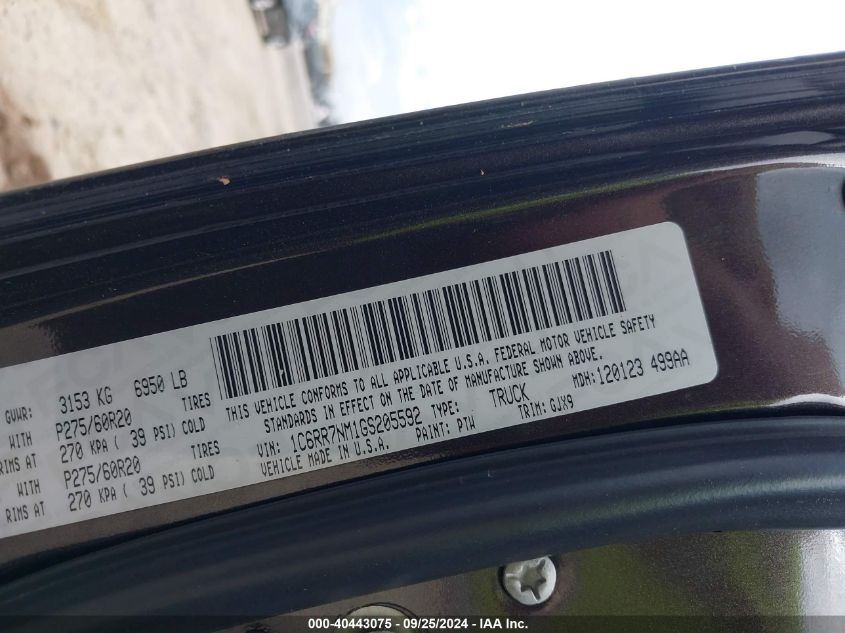 THIS VEHICLE CONFORMS TO ALL APPLICABLE U.S.A. FEDERAL MOTOR VEHICLE SAFETY
STANDARDS IN EFFECT ON THE DATE OF MANUFACTURE SHOWN ABOVE.
GVWR: 3153 KG 6950 LB
WITH P275/60R20 TIRES
RIMS AT 270 KPA ( 39 PSI) COLD
WITH P275/60R20 TIRES
RIMS AT 270 KPA ( 39 PSI) COLD
VIN: 1C6RR7NM1GS205592 TYPE: TRUCK MDH: 120123 499AA
VEHICLE MADE IN U.S.A. PAINT: PTW TRIM: GJX9
000-40443075 - 09/25/2024 - IAA Inc.